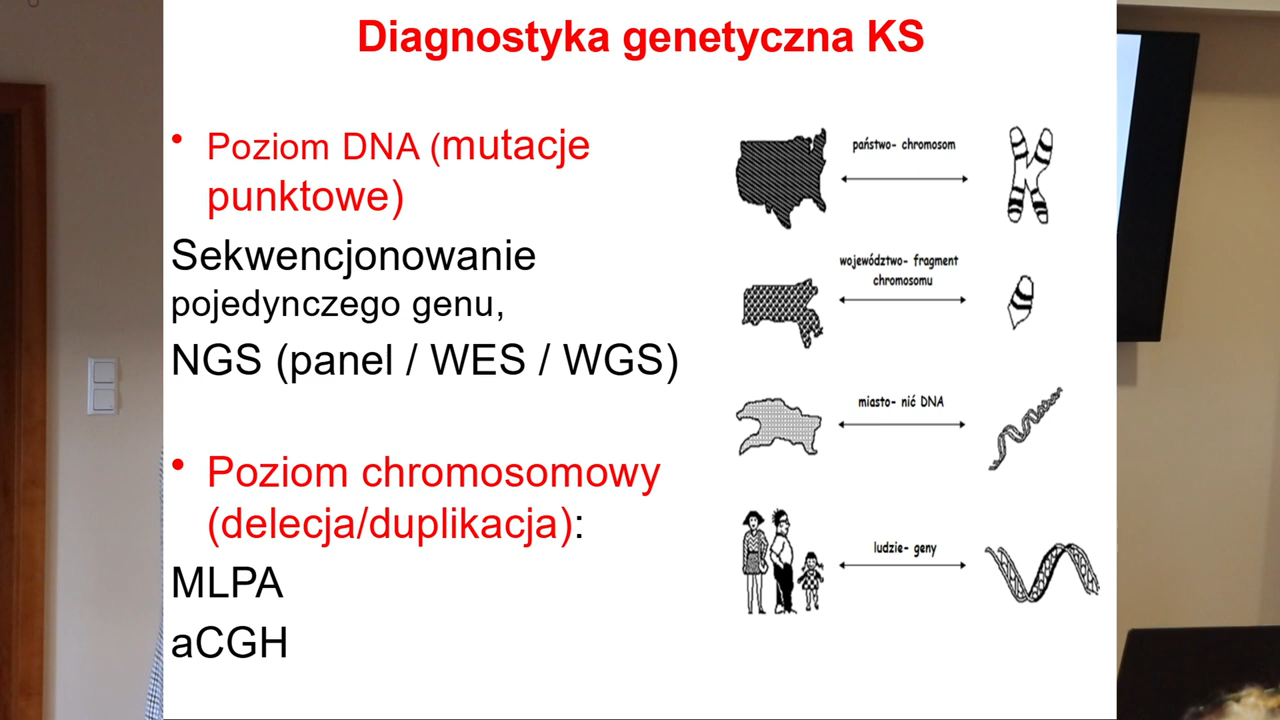 Diagnostyka genetyczna KS
• Poziom DNA (mutacje
punktowe)
Sekwencjonowanie
pojedynczego genu,
NGS (panel / WES / WGS)
• Poziom chromosomowy
(delecja/duplikacja):
MLPA
aCGH
państwo- chromosom
województwo- fragment
chromosomu
miasto- nić DNA
ludzie- geny